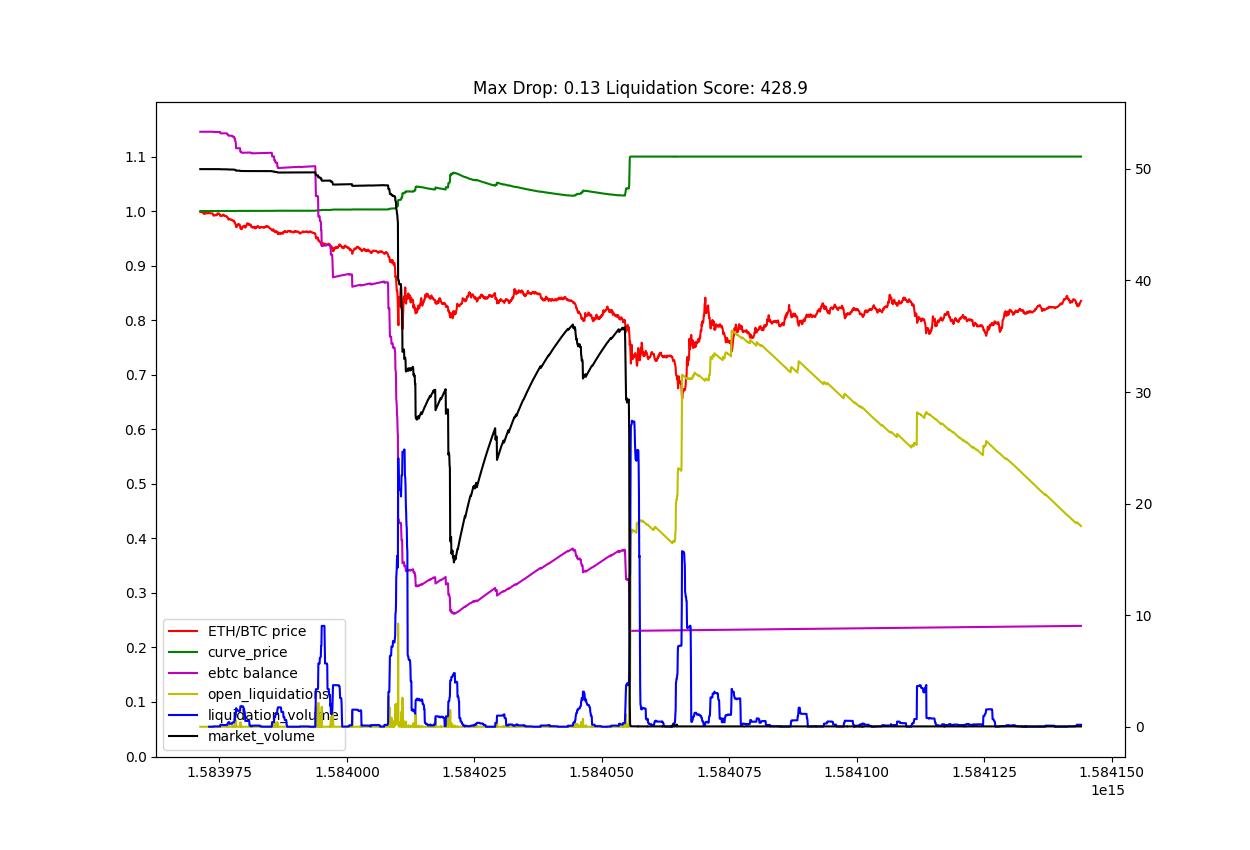 Max Drop: 0.13 Liquidation Score: 428.9
1.1
1.0
0.9
0.8
0.7
0.6
0.5
0.4
0.3
0.2
0.1
0.0
50
40
30
20
10
0
ETH/BTC price
curve_price
ebtc balance
open_liquidations
liquidation_volume
market_volume
1.583975 1.584000 1.584025 1.584050 1.584075 1.584100 1.584125 1.584150
1e15